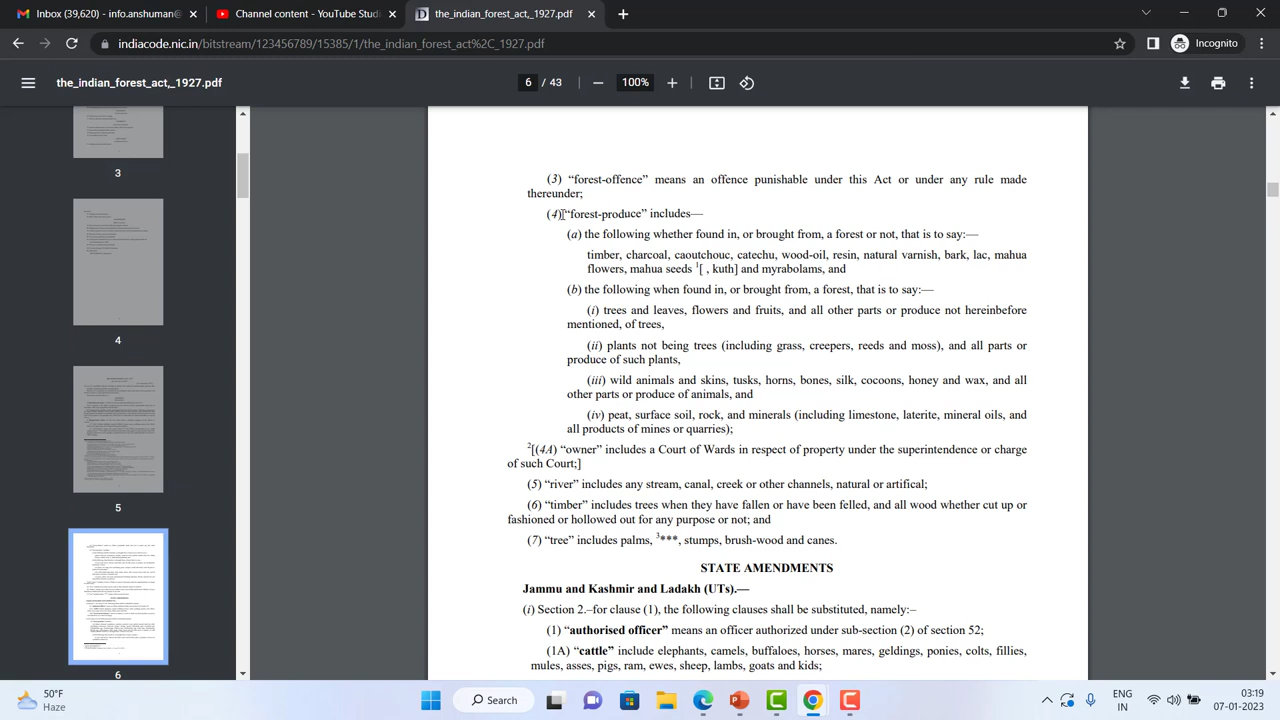 Inbox (39,620) - info.anshuman@
Channel content - YouTube Studi
the_indian_forest_act,_1927.pdf
indiacode.nic.in/bitstream/123456789/15385/1/the_indian_forest_act%2C_1927.pdf
Incognito
the_indian_forest_act,_1927.pdf
6 / 43
100%
3
4
5
6
(3) “forest-offence” means an offence punishable under this Act or under any rule made
thereunder;
“forest-produce” includes—
(a) the following whether found in, or brought from, a forest or not, that is to say:—
timber, charcoal, caoutchouc, catechu, wood-oil, resin, natural varnish, bark, lac, mahua
flowers, mahua seeds 1[ , kuth] and myrabolams, and
(b) the following when found in, or brought from, a forest, that is to say:—
(i) trees and leaves, flowers and fruits, and all other parts or produce not hereinbefore
mentioned, of trees,
(ii) plants not being trees (including grass, creepers, reeds and moss), and all parts or
produce of such plants,
(iii) wild animals and skins, tusks, horns, bones, silk, cocoons, honey and wax, and all
other parts or produce of animals, and
(iv) peat, surface soil, rock, and minerals (including limestone, laterite, mineral oils, and
all products of mines or quarries);
2[(4A) “owner” includes a Court of Wards in respect of property under the superintendence or charge
of such Court;]
(5) “river” includes any stream, canal, creek or other channels, natural or artifical;
(6) “timber” includes trees when they have fallen or have been felled, and all wood whether cut up or
fashioned or hollowed out for any purpose or not; and
(7) “tree” includes palms, 3***, stumps, brush-wood and canes.
STATE AMENDMENTS
Jammu and Kashmir and Ladakh (UTs).—
(i) Section 2.– for clause (1), the following clauses shall be substituted, namely:–
(1) “authorised officer” means an officer authorised under sub-section (2) of section 52;
(1A) “cattle” include elephants, camels, buffaloes, horses, mares, geldings, ponies, colts, fillies,
mules, asses, pigs, ram, ewes, sheep, lambs, goats and kids;
50°F
Haze
Search
ENG
IN
03:19
07-01-2023